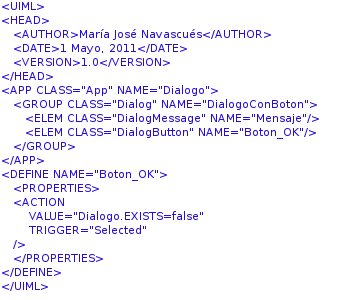 <UIML>
<HEAD>
<AUTHOR>María José Navascués</AUTHOR>
<DATE>1 Mayo, 2011</DATE>
<VERSION>1.0</VERSION>
</HEAD>
<APP CLASS="App" NAME="Dialogo">
<GROUP CLASS="Dialog" NAME="DialogoConBoton">
<ELEM CLASS="DialogMessage" NAME="Mensaje"/>
<ELEM CLASS="DialogButton" NAME="Boton_OK"/>
</GROUP>
</APP>
<DEFINE NAME="Boton_OK">
<PROPERTIES>
<ACTION
VALUE="Dialogo.EXISTS=false"
TRIGGER="Selected"
/>
</PROPERTIES>
</DEFINE>
</UIML>